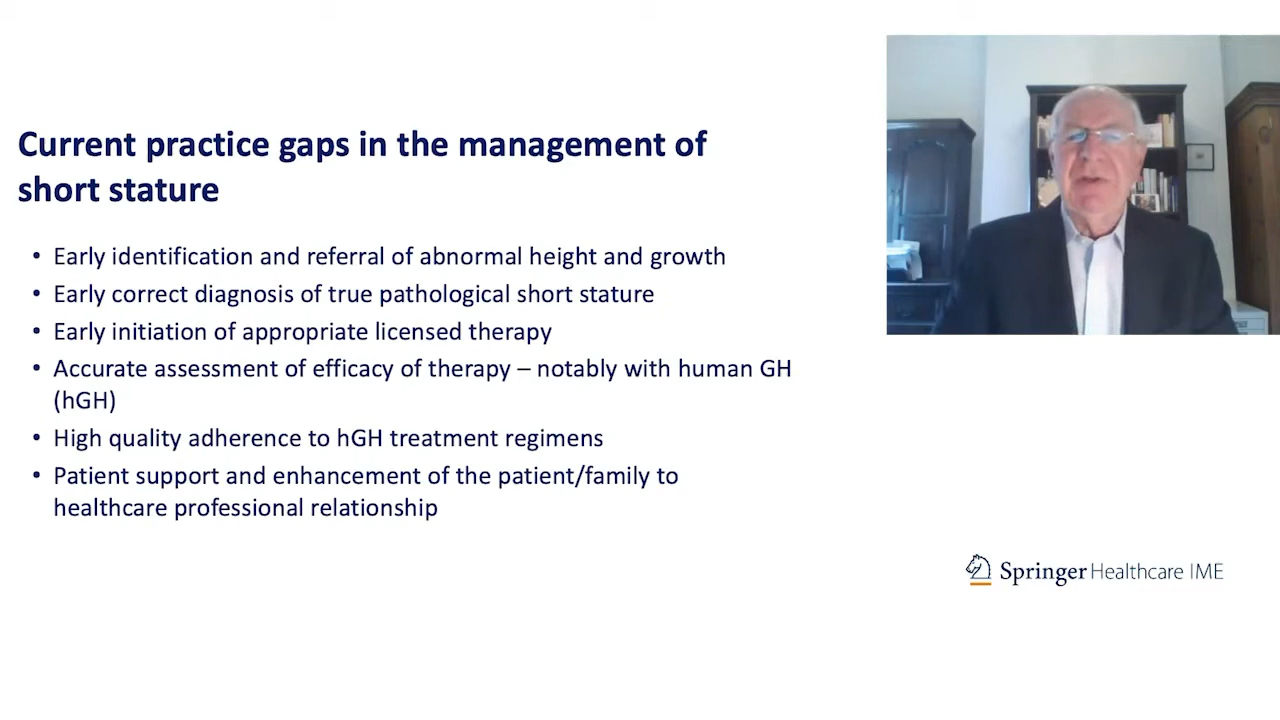 Current practice gaps in the management of
short stature
• Early identification and referral of abnormal height and growth
• Early correct diagnosis of true pathological short stature
• Early initiation of appropriate licensed therapy
• Accurate assessment of efficacy of therapy – notably with human GH
(hGH)
• High quality adherence to hGH treatment regimens
• Patient support and enhancement of the patient/family to
healthcare professional relationship
Springer Healthcare IME